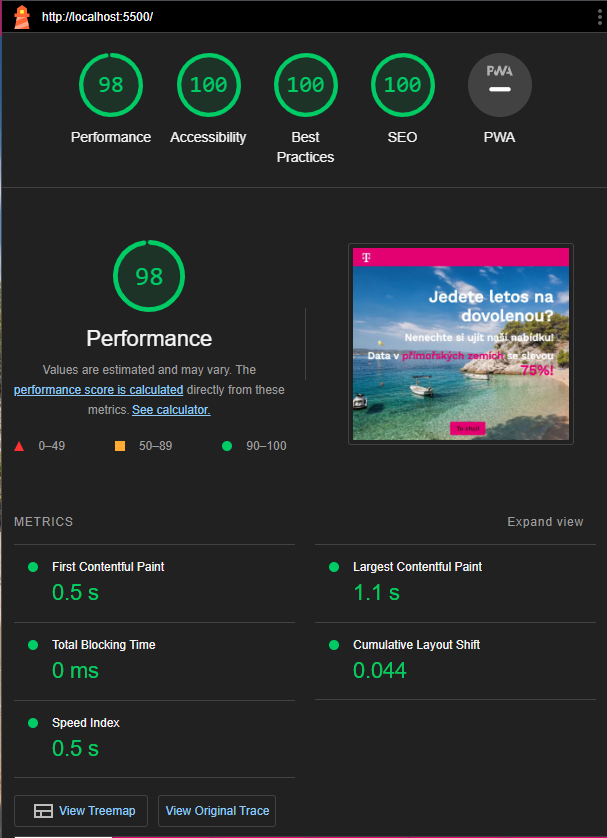 http://localhost:5500/
98
100
100
100
PWA
Performance
Accessibility
Best
Practices
SEO
PWA
98
Performance
Values are estimated and may vary. The
performance score is calculated directly from these
metrics. See calculator.
0–49
50–89
90–100
T
Jedete letos na
dovolenou?
Nenechte si ujít naši nabídku!
Data v přímořských zemích se slevou
75%!
To chci!
METRICS
Expand view
First Contentful Paint
0.5 s
Largest Contentful Paint
1.1 s
Total Blocking Time
0 ms
Cumulative Layout Shift
0.044
Speed Index
0.5 s
View Treemap
View Original Trace